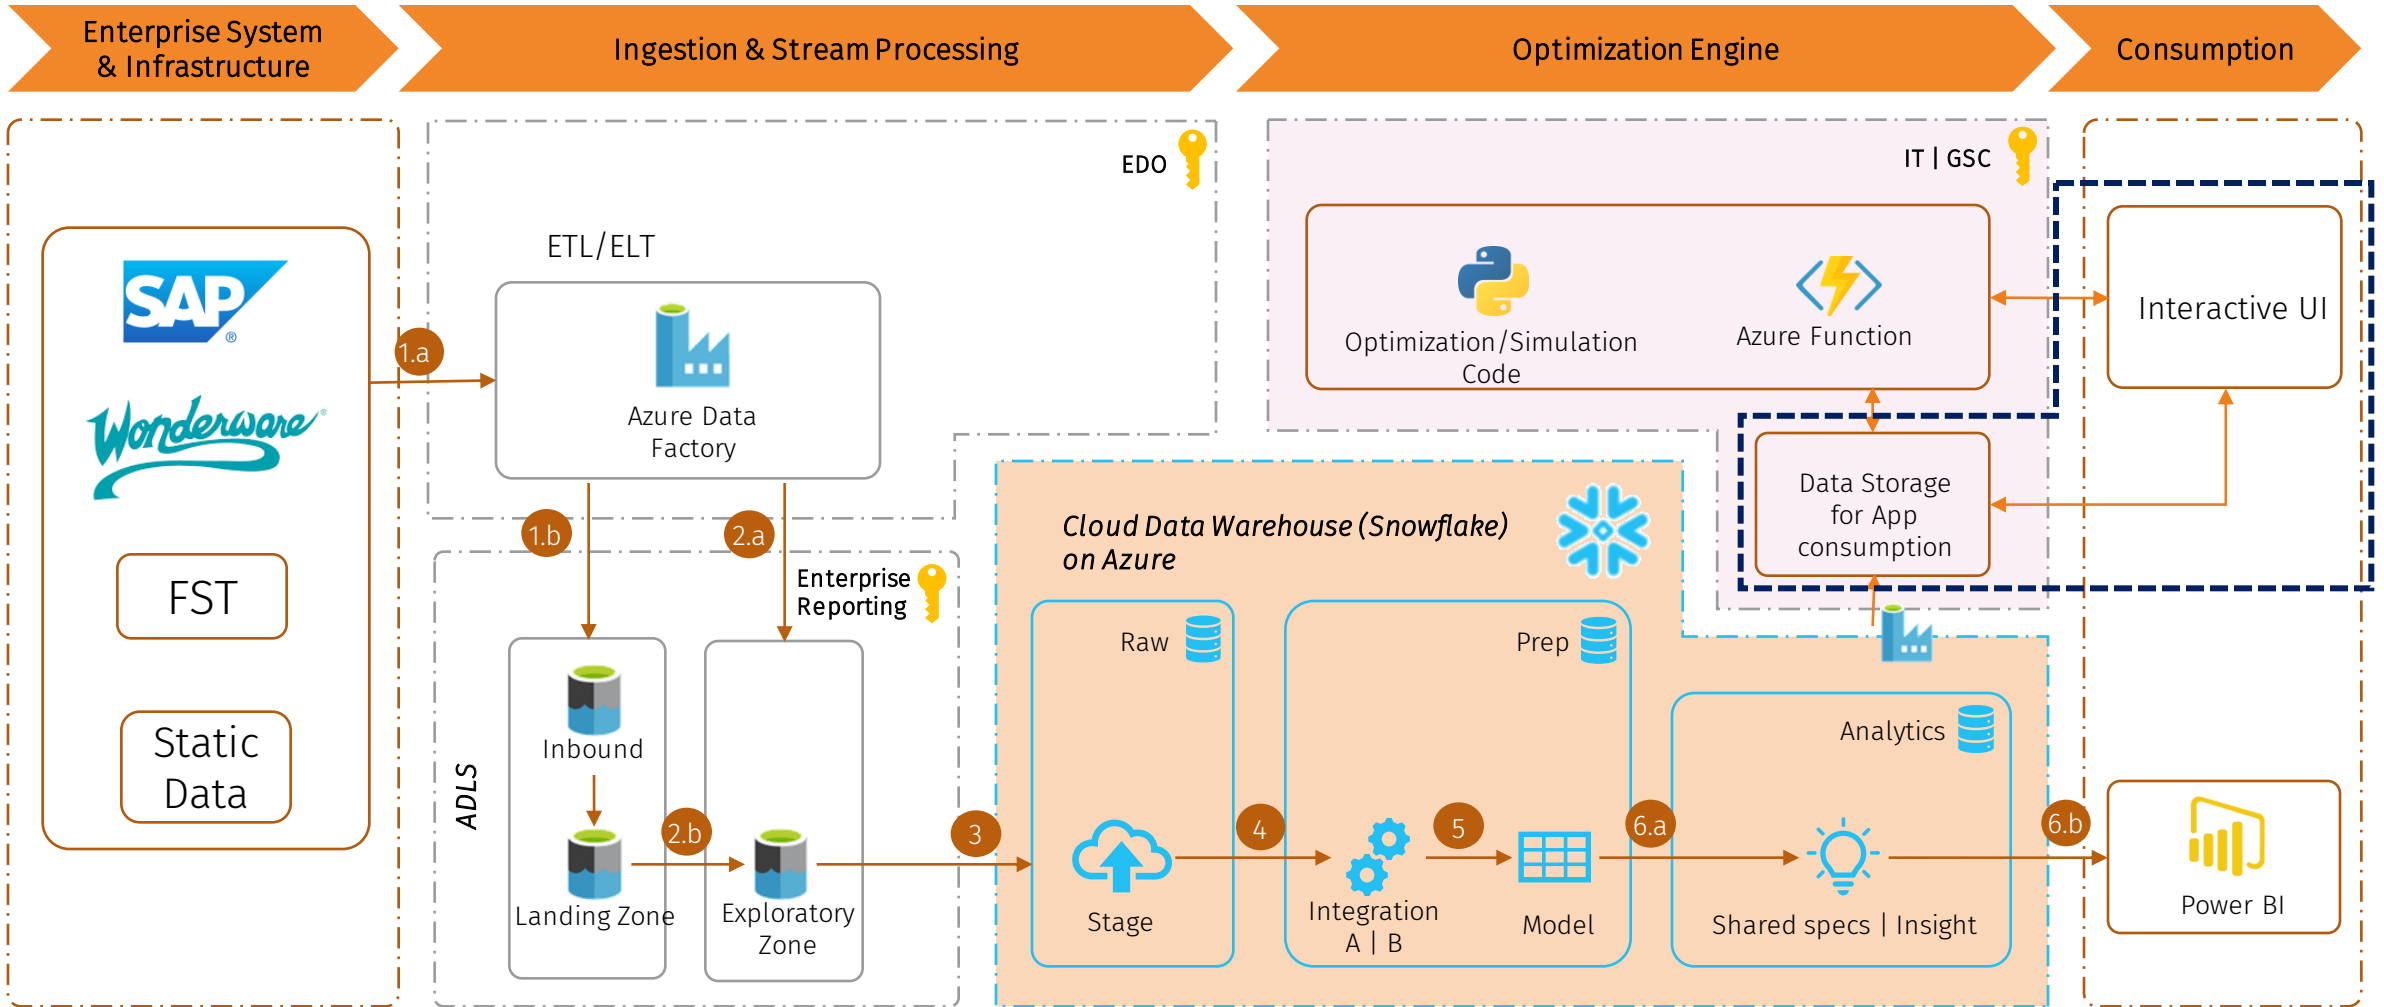 Enterprise System
& Infrastructure
Ingestion & Stream Processing
Optimization Engine
Consumption
SAP
®
Wonderware®
FST
Static
Data
1.a
EDO
ETL/ELT
Azure Data
Factory
1.b
2.a
Enterprise
Reporting
ADLS
Inbound
Landing Zone
2.b
Exploratory
Zone
3
Cloud Data Warehouse (Snowflake)
on Azure
Raw
Stage
4
Prep
Integration
A | B
5
Model
6.a
Analytics
Shared specs | Insight
6.b
IT | GSC
Optimization/Simulation
Code
Azure Function
Data Storage
for App
consumption
Interactive UI
Power BI